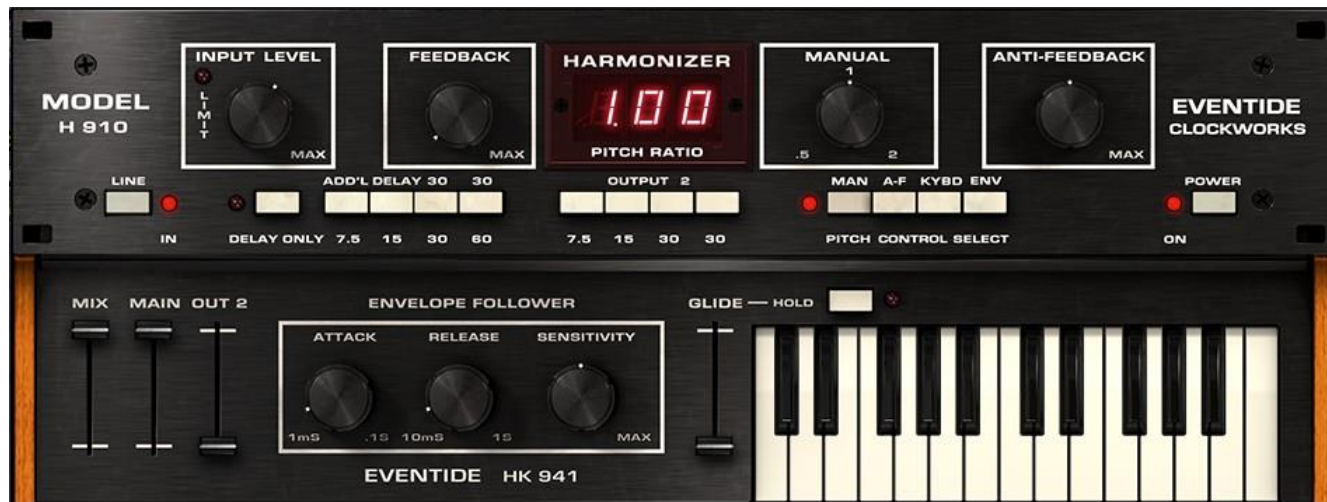 INPUT LEVEL
LIMIT
MAX
FEEDBACK
MAX
HARMONIZER
1.00
PITCH RATIO
MANUAL
1
.5 2
ANTI-FEEDBACK
MAX
MODEL
H 910
EVENTIDE
CLOCKWORKS
LINE
IN
DELAY ONLY
ADD'L DELAY 30 30
7.5 15 30 60
OUTPUT 2
7.5 15 30 30
MAN A-F KYBD ENV
PITCH CONTROL SELECT
POWER
ON
MIX MAIN OUT 2
ENVELOPE FOLLOWER
ATTACK RELEASE SENSITIVITY
1mS .1S 10mS 1S MAX
EVENTIDE HK 941
GLIDE — HOLD